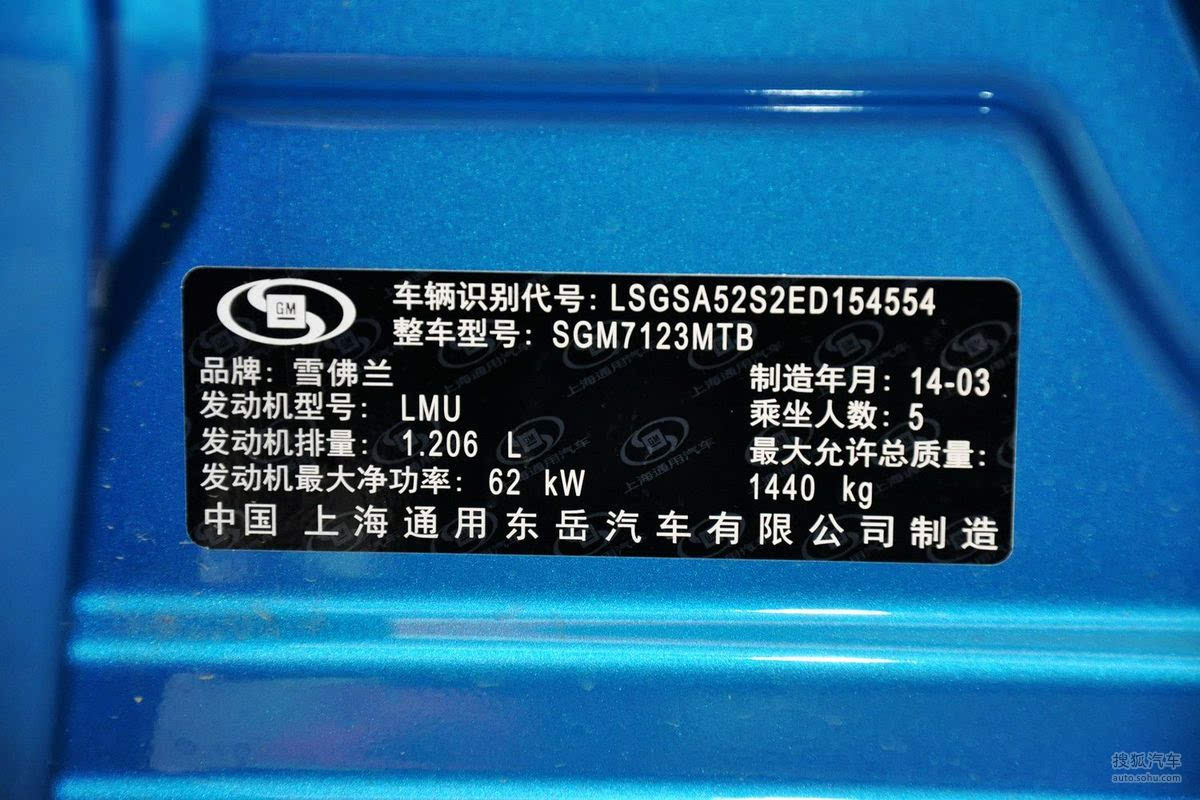 GM
车辆识别代号: LSGSA52S2ED154554
整车型号: SGM7123MTB
品牌: 雪佛兰
制造年月: 14-03
发动机型号: LMU
乘坐人数: 5
发动机排量: 1.206 L
最大允许总质量:
发动机最大净功率: 62 kW
1440 kg
中国 上海通用东岳汽车有限公司制造
搜狐汽车
auto.sohu.com